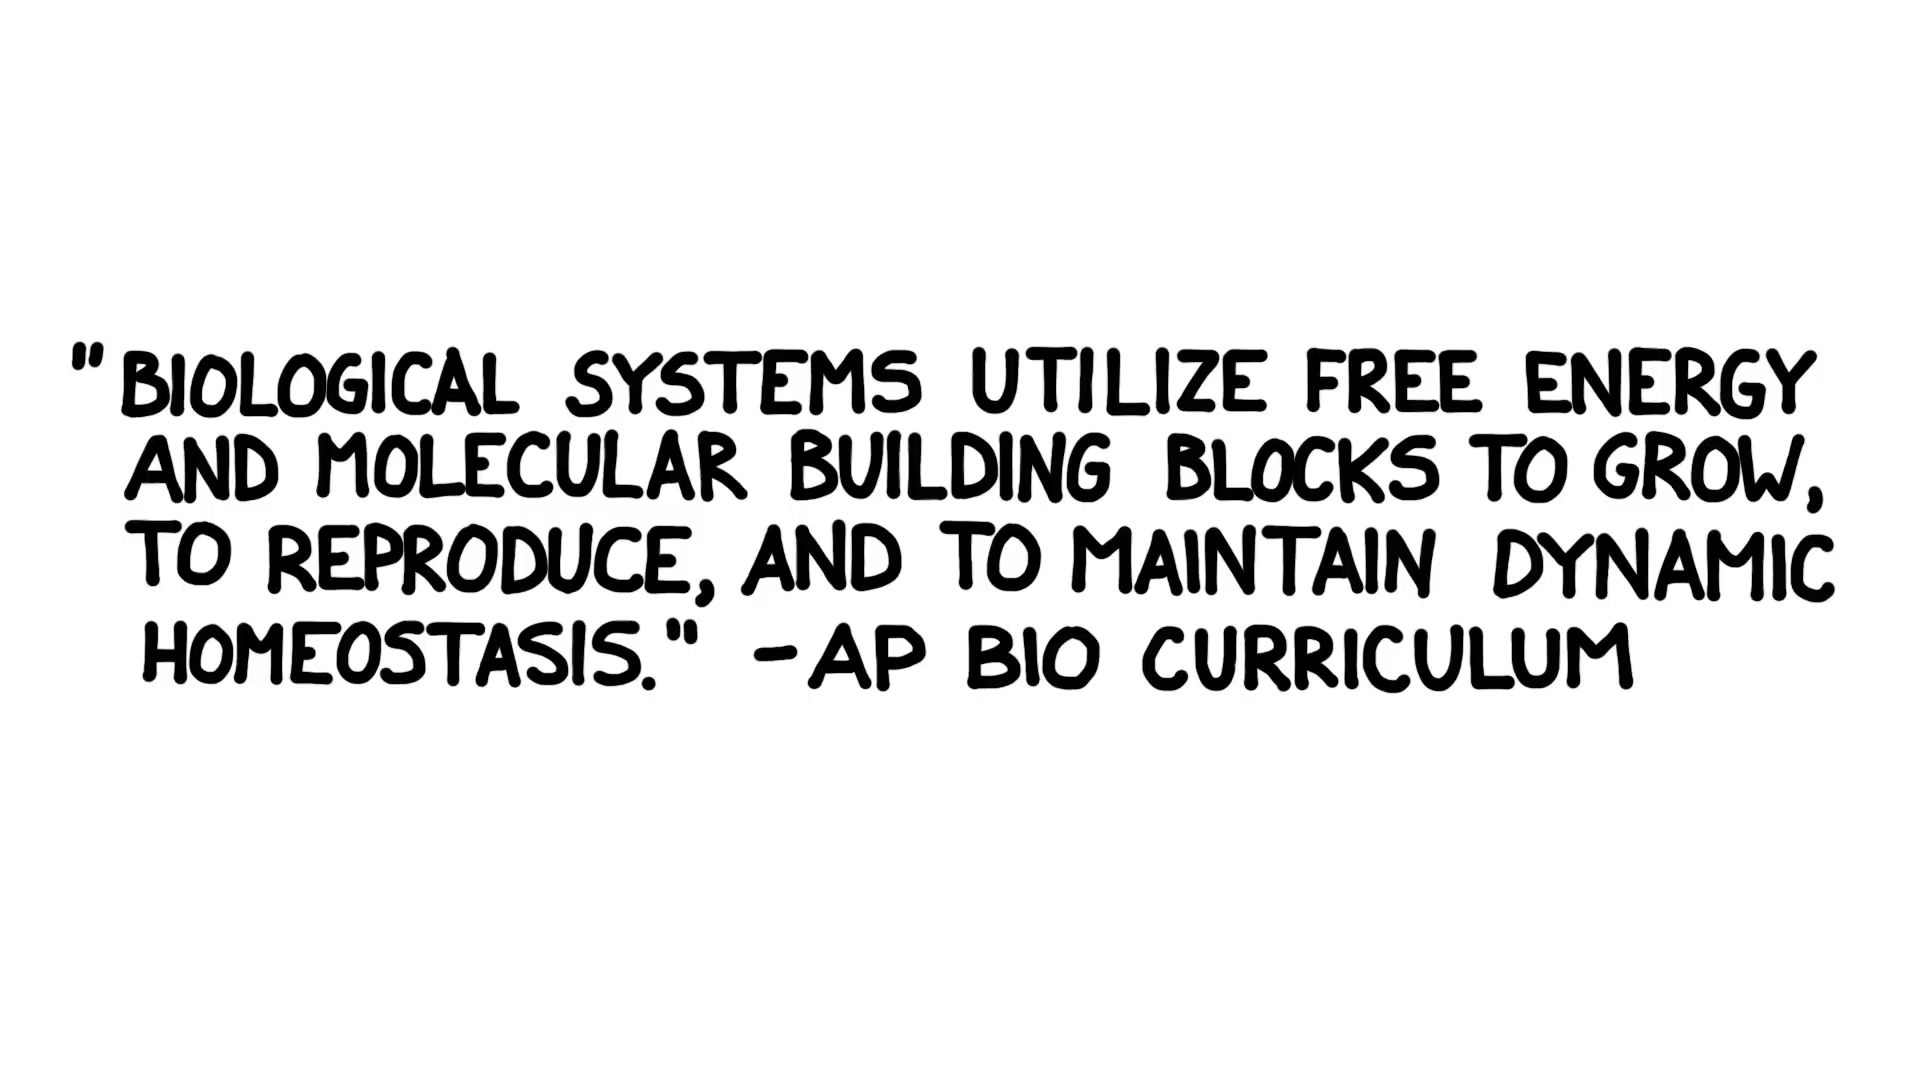 "BIOLOGICAL SYSTEMS UTILIZE FREE ENERGY
AND MOLECULAR BUILDING BLOCKS TO GROW,
TO REPRODUCE, AND TO MAINTAIN DYNAMIC
HOMEOSTASIS." -AP BIO CURRICULUM